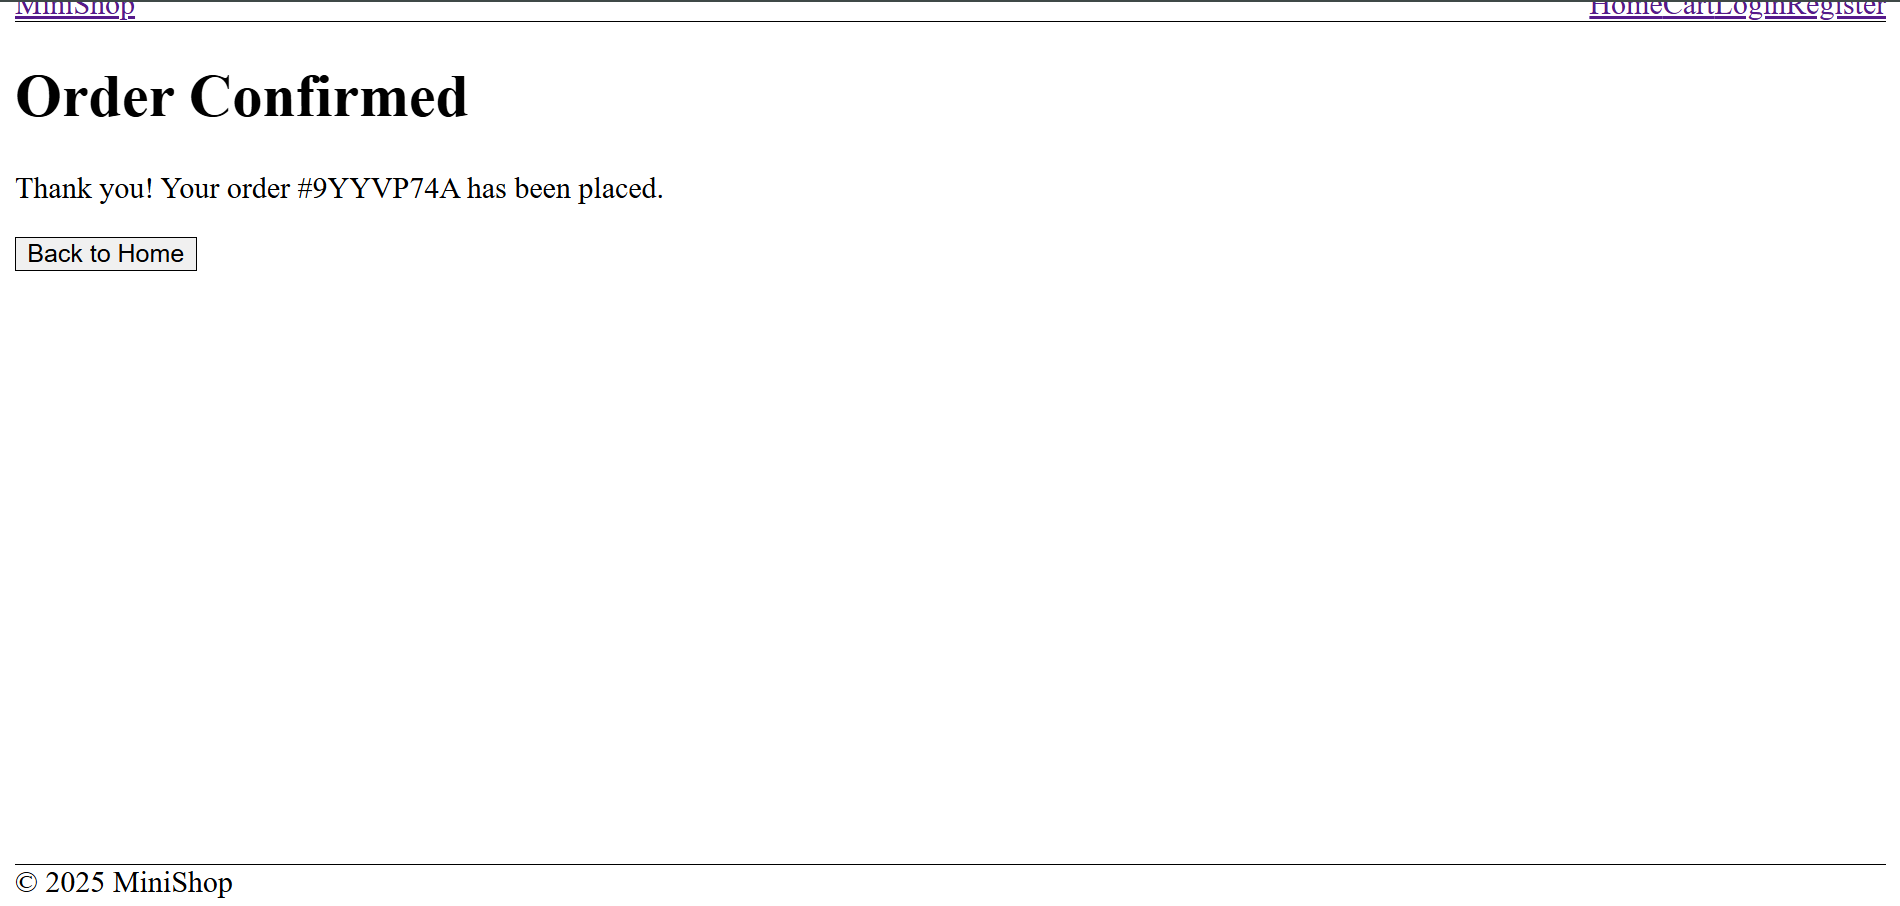 MiniShop
HomeCartLoginRegister
Order Confirmed
Thank you! Your order #9YYVP74A has been placed.
Back to Home
© 2025 MiniShop